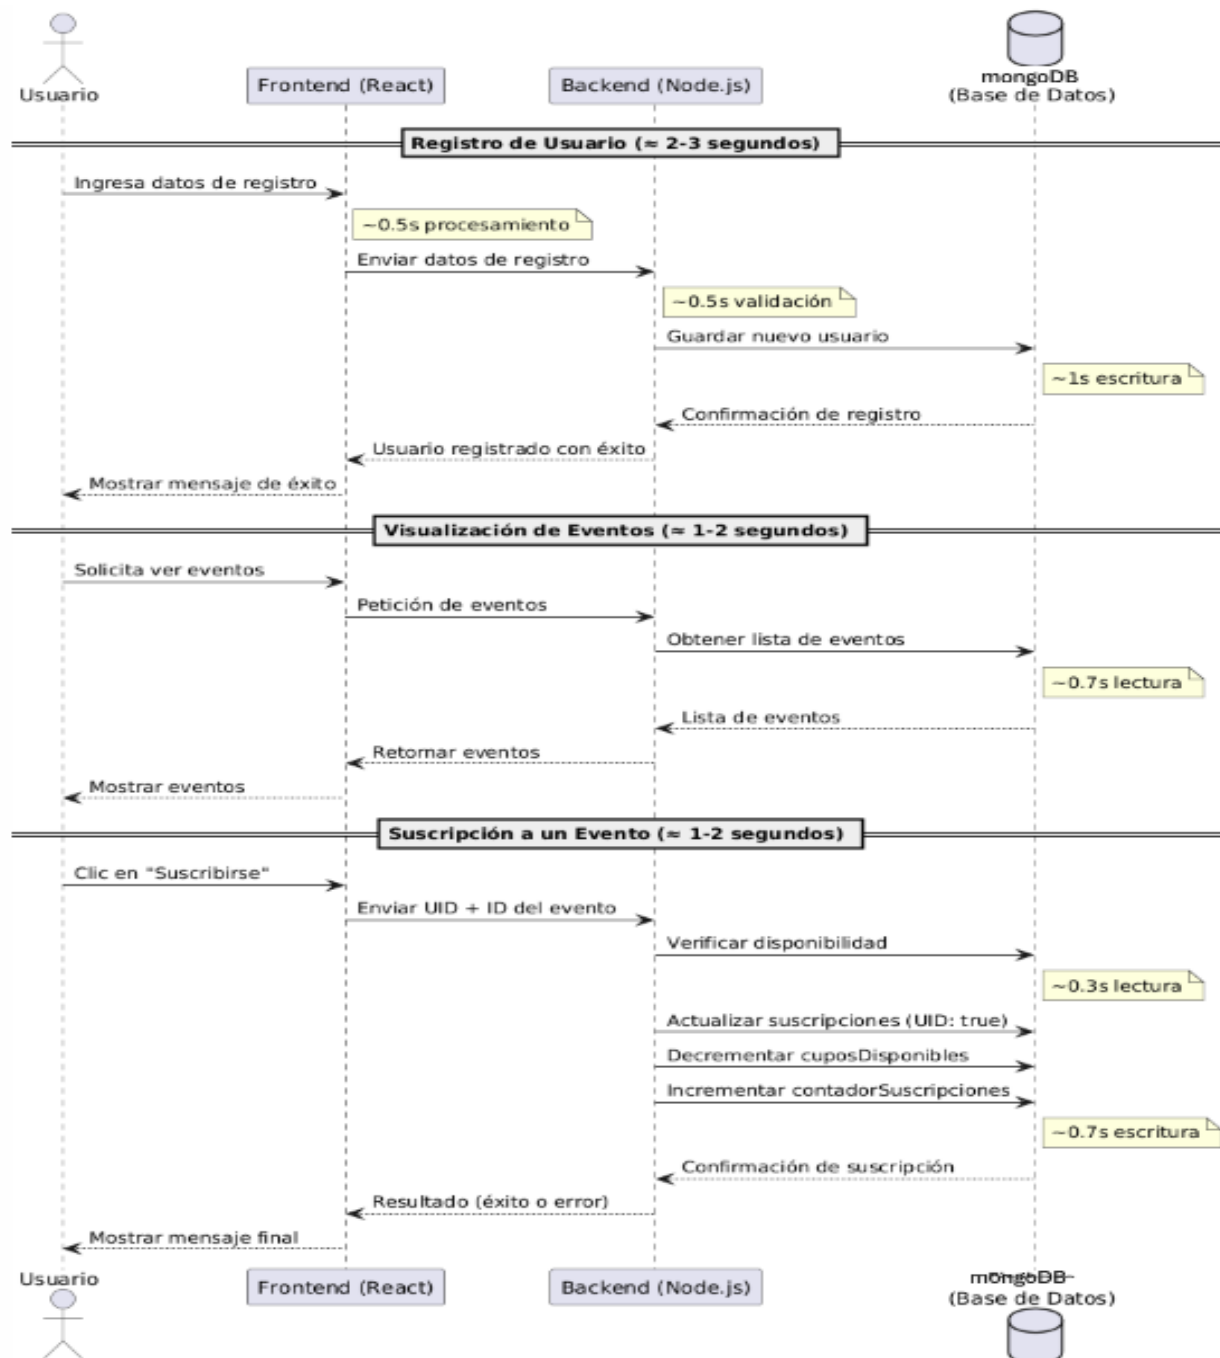 Usuario
Frontend (React)
Backend (Node.js)
mongoDB
(Base de Datos)
Registro de Usuario (≈ 2-3 segundos)
Ingresa datos de registro
~0.5s procesamiento
Enviar datos de registro
~0.5s validación
Guardar nuevo usuario
~1s escritura
Confirmación de registro
Usuario registrado con éxito
Mostrar mensaje de éxito
Visualización de Eventos (≈ 1-2 segundos)
Solicita ver eventos
Petición de eventos
Obtener lista de eventos
~0.7s lectura
Lista de eventos
Retornar eventos
Mostrar eventos
Suscripción a un Evento (≈ 1-2 segundos)
Clic en "Suscribirse"
Enviar UID + ID del evento
Verificar disponibilidad
~0.3s lectura
Actualizar suscripciones (UID: true)
Decrementar cuposDisponibles
Incrementar contadorSuscripciones
~0.7s escritura
Confirmación de suscripción
Resultado (éxito o error)
Mostrar mensaje final
Usuario
Frontend (React)
Backend (Node.js)
mongoDB
(Base de Datos)